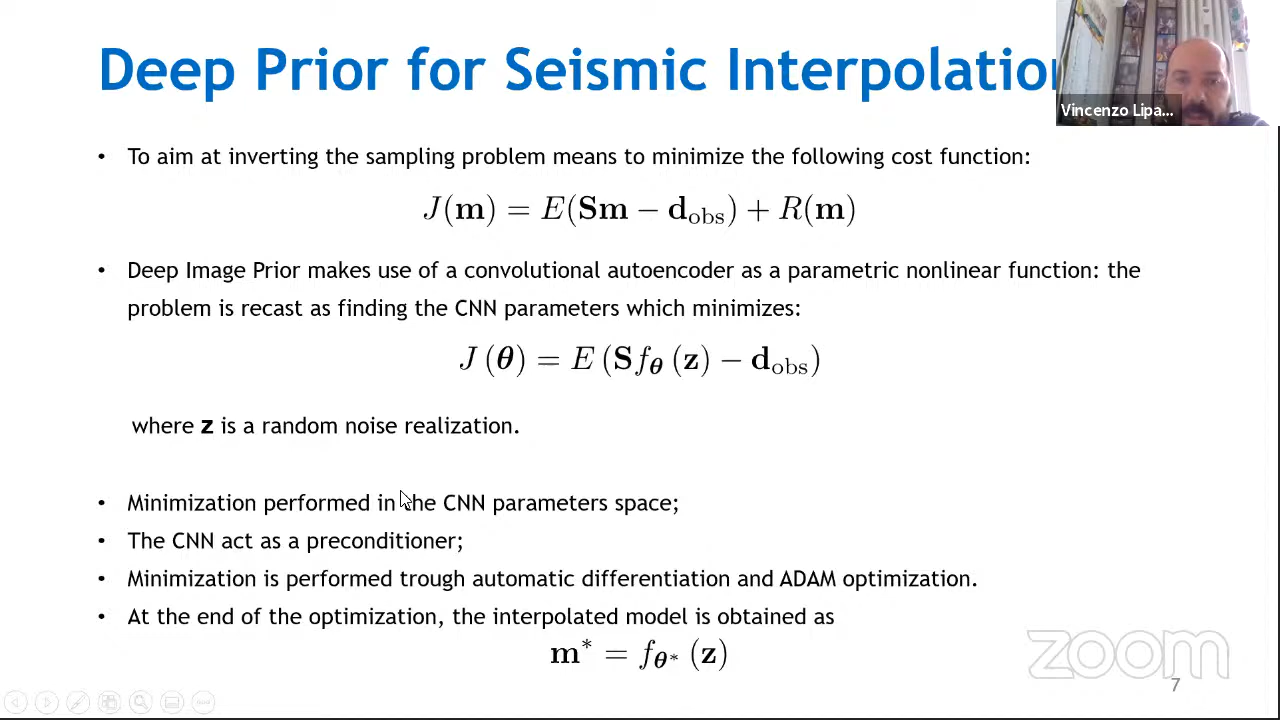 Deep Prior for Seismic Interpolation
Vincenzo Lipa...
• To aim at inverting the sampling problem means to minimize the following cost function:
J(m) = E(Sm − d_obs) + R(m)
• Deep Image Prior makes use of a convolutional autoencoder as a parametric nonlinear function: the
problem is recast as finding the CNN parameters which minimizes:
J (θ) = E (Sf_θ (z) − d_obs)
where z is a random noise realization.
• Minimization performed in the CNN parameters space;
• The CNN act as a preconditioner;
• Minimization is performed trough automatic differentiation and ADAM optimization.
• At the end of the optimization, the interpolated model is obtained as
m* = f_θ* (z)
zoom
7